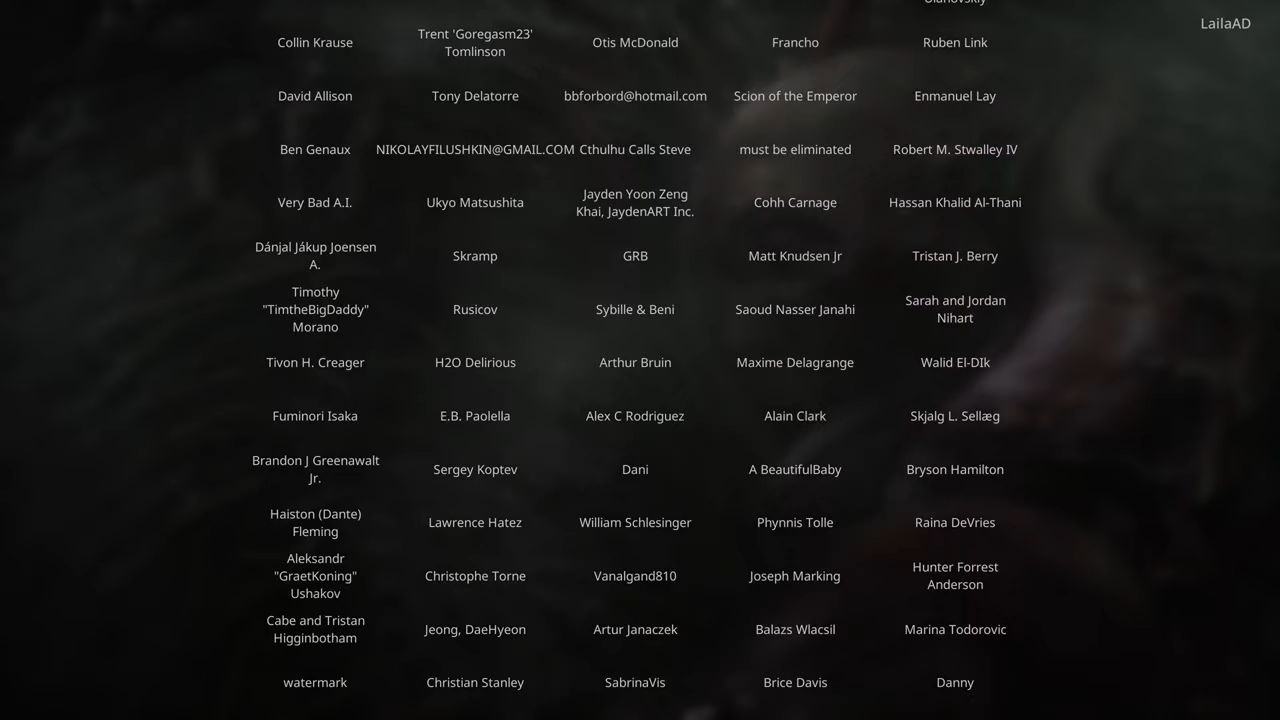 LailaAD
Collin Krause
Trent 'Goregasm23'
Tomlinson
Otis McDonald
Francho
Ruben Link
David Allison
Tony Delatorre
bbforbord@hotmail.com
Scion of the Emperor
Enmanuel Lay
Ben Genaux
NIKOLAYFILUSHKIN@GMAIL.COM
Cthulhu Calls Steve
must be eliminated
Robert M. Stwalley IV
Very Bad A.I.
Ukyo Matsushita
Jayden Yoon Zeng
Khai, JaydenART Inc.
Cohh Carnage
Hassan Khalid Al-Thani
Dánjal Jákup Joensen
A.
Skramp
GRB
Matt Knudsen Jr
Tristan J. Berry
Timothy
"TimtheBigDaddy"
Morano
Rusicov
Sybille & Beni
Saoud Nasser Janahi
Sarah and Jordan
Nihart
Tivon H. Creager
H2O Delirious
Arthur Bruin
Maxime Delagrange
Walid El-DIk
Fuminori Isaka
E.B. Paolella
Alex C Rodriguez
Alain Clark
Skjalg L. Sellæg
Brandon J Greenawalt
Jr.
Sergey Koptev
Dani
A BeautifulBaby
Bryson Hamilton
Haiston (Dante)
Fleming
Lawrence Hatez
William Schlesinger
Phynnis Tolle
Raina DeVries
Aleksandr
"GraetKoning"
Ushakov
Christophe Torne
Vanalgand810
Joseph Marking
Hunter Forrest
Anderson
Cabe and Tristan
Higginbotham
Jeong, DaeHyeon
Artur Janaczek
Balazs Wlacsil
Marina Todorovic
watermark
Christian Stanley
SabrinaVis
Brice Davis
Danny